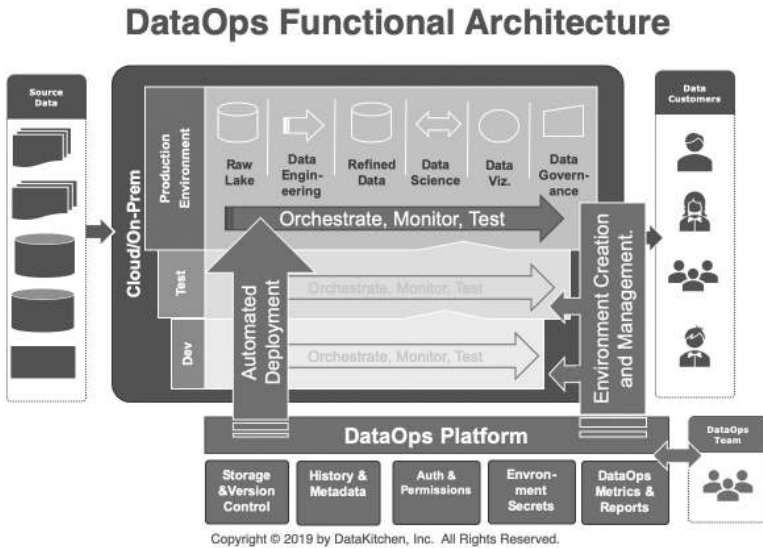 DataOps Functional Architecture
Source
Data
Cloud/On-Prem
Production
Environment
Raw
Lake
Data
Engin-
eering
Refined
Data
Data
Science
Data
Viz.
Data
Govern-
ance
Orchestrate, Monitor, Test
Test
Orchestrate, Monitor, Test
Dev
Orchestrate, Monitor, Test
Automated
Deployment
Environment Creation
and Management.
Data
Customers
DataOps Platform
Storage
&Version
Control
History &
Metadata
Auth &
Permissions
Envron-
ment
Secrets
DataOps
Metrics &
Reports
DataOps
Team
Copyright © 2019 by DataKitchen, Inc. All Rights Reserved.